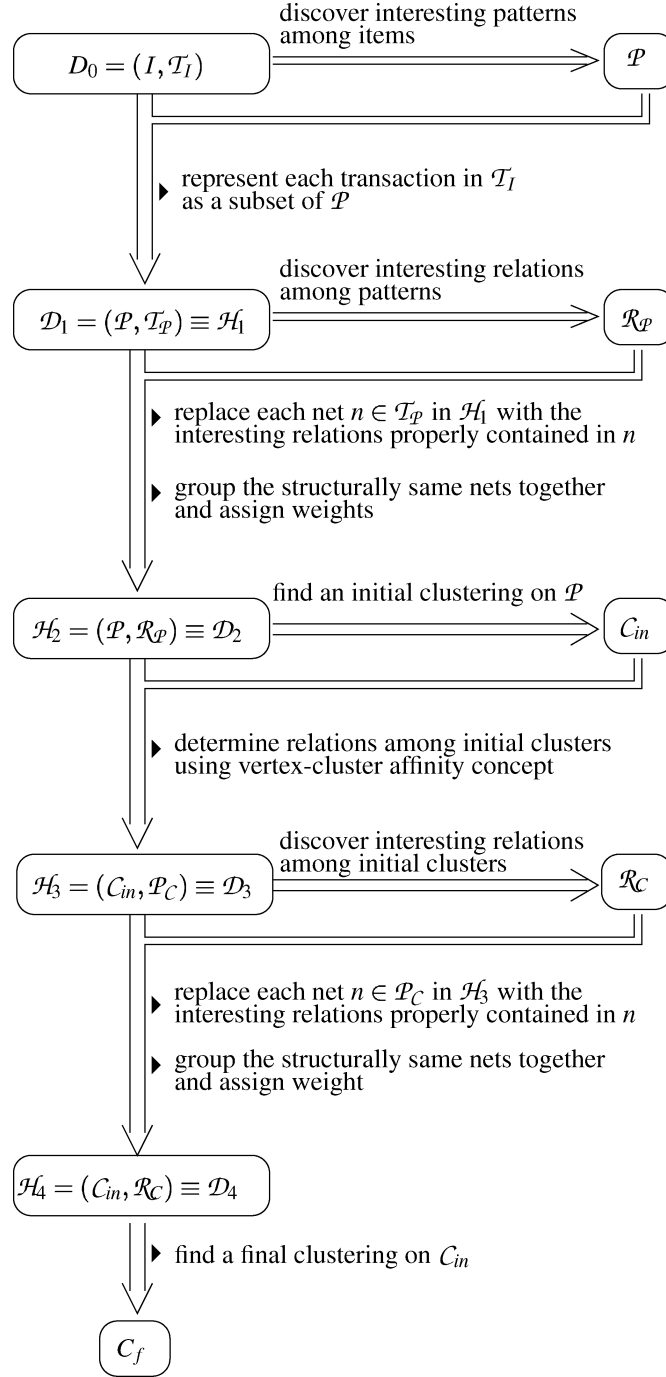 discover interesting patterns
among items
D₀ = (I, 𝒯_I)
𝒫
represent each transaction in 𝒯_I
as a subset of 𝒫
discover interesting relations
among patterns
𝒟₁ = (𝒫, 𝒯_𝒫) ≡ ℋ₁
ℛ_𝒫
replace each net n ∈ 𝒯_𝒫 in ℋ₁ with the
interesting relations properly contained in n
group the structurally same nets together
and assign weights
find an initial clustering on 𝒫
ℋ₂ = (𝒫, ℛ_𝒫) ≡ 𝒟₂
𝒞_in
determine relations among initial clusters
using vertex-cluster affinity concept
discover interesting relations
among initial clusters
ℋ₃ = (𝒞_in, 𝒫_𝒞) ≡ 𝒟₃
ℛ_𝒞
replace each net n ∈ 𝒫_𝒞 in ℋ₃ with the
interesting relations properly contained in n
group the structurally same nets together
and assign weight
ℋ₄ = (𝒞_in, ℛ_𝒞) ≡ 𝒟₄
find a final clustering on 𝒞_in
C_f